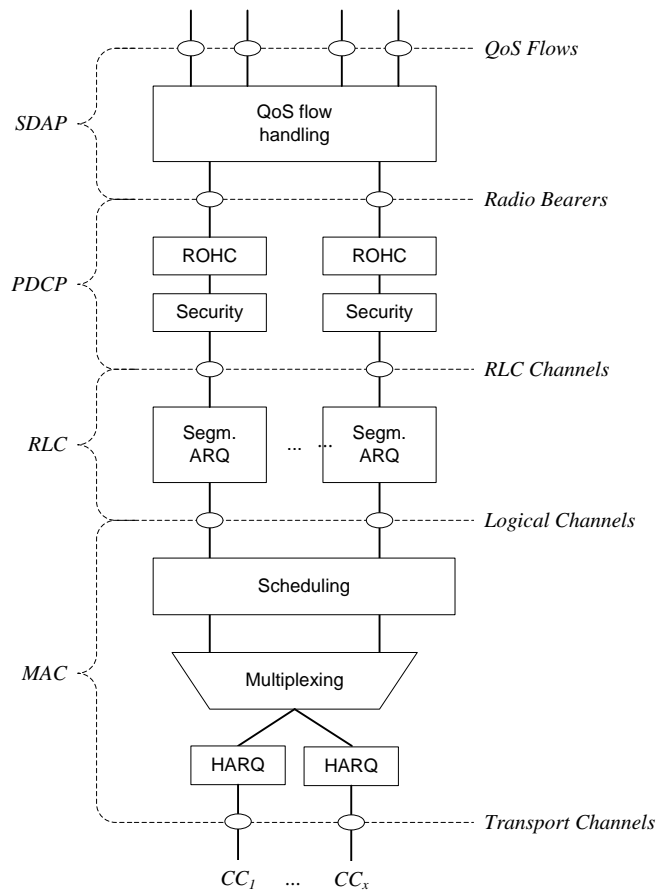 QoS Flows
QoS flow
handling
SDAP
Radio Bearers
ROHC ROHC
PDCP
Security Security
RLC Channels
Segm.
ARQ
... ...
Segm.
ARQ
RLC
Logical Channels
Scheduling
MAC
Multiplexing
HARQ HARQ
Transport Channels
CC1 ... CCx